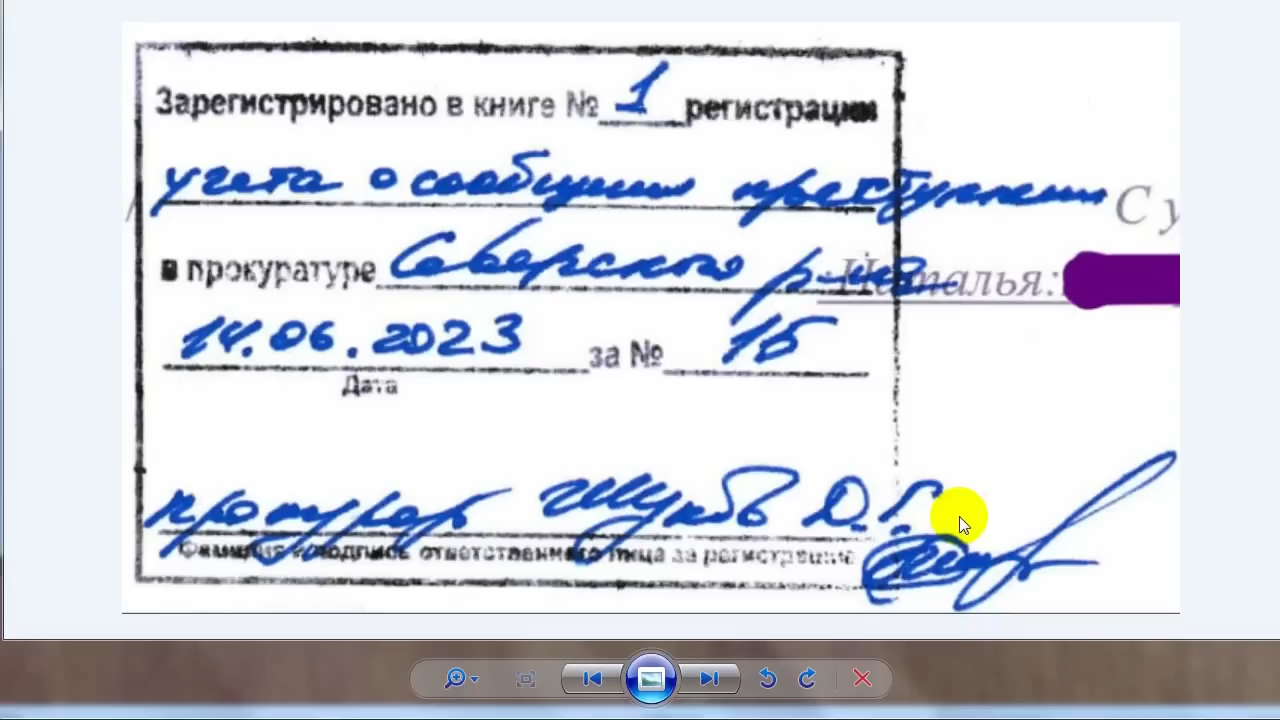 Зарегистрировано в книге № 1 регистрации
учета о сообщении преступлении
С у
в прокуратуре Северского р-на
Наталья:
14.06.2023 за № 15
Дата
прокурор Д.Г.
Фамилия и подпись ответственного лица за регистрацию